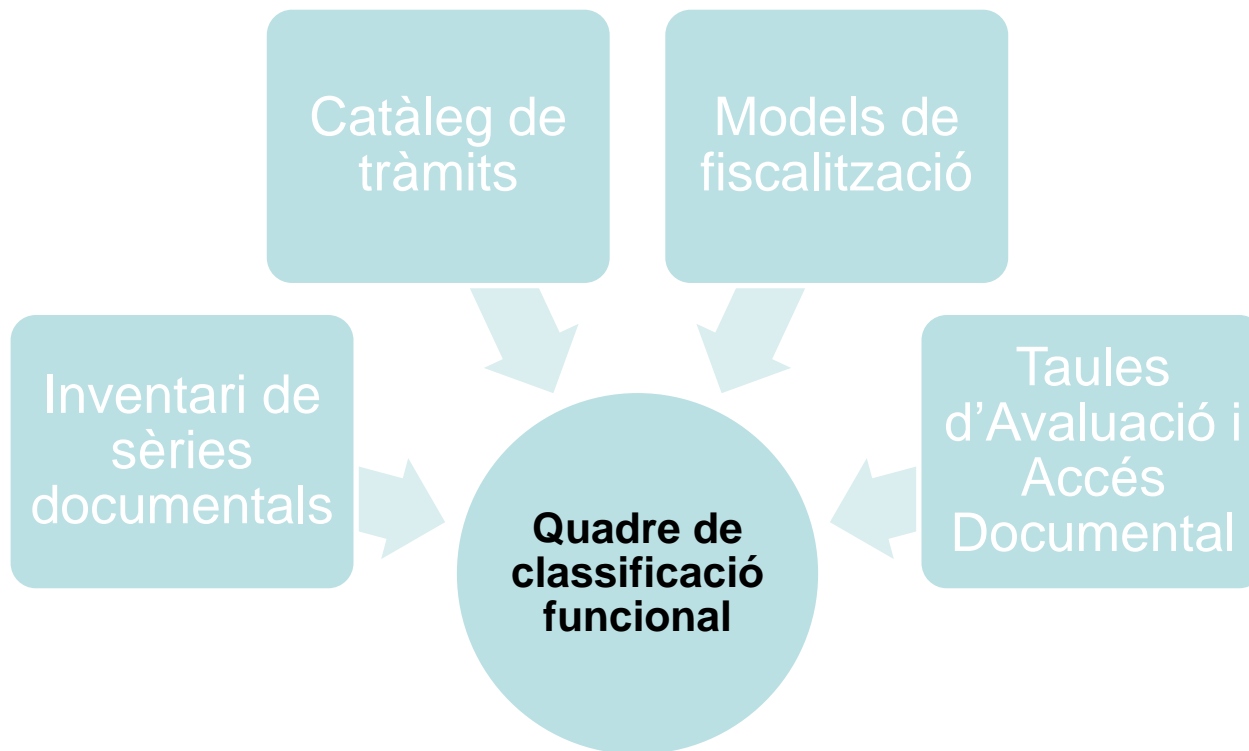 Catàleg de
tràmits
Models de
fiscalització
Inventari de
sèries
documentals
Taules
d’Avaluació i
Accés
Documental
Quadre de
classificació
funcional